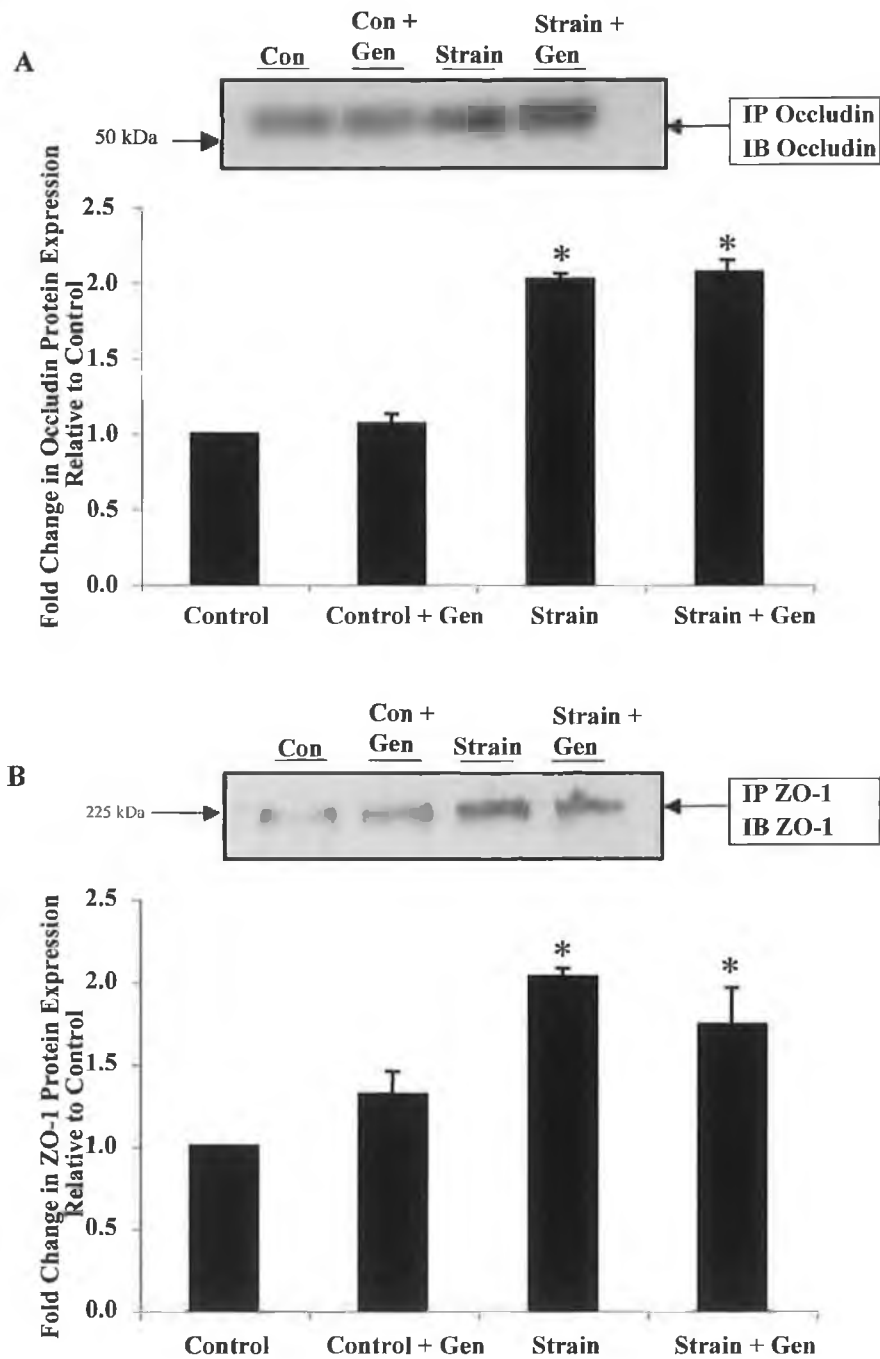 A
Con
Con +
Gen
Strain
Strain +
Gen
50 kDa
IP Occludin
IB Occludin
Fold Change in Occludin Protein Expression
Relative to Control
2.5
2.0
1.5
1.0
0.5
0.0
*
*
Control
Control + Gen
Strain
Strain + Gen
B
Con
Con +
Gen
Strain
Strain +
Gen
225 kDa
IP ZO-1
IB ZO-1
Fold Change in ZO-1 Protein Expression
Relative to Control
2.5
2.0
1.5
1.0
0.5
0.0
*
*
Control
Control + Gen
Strain
Strain + Gen